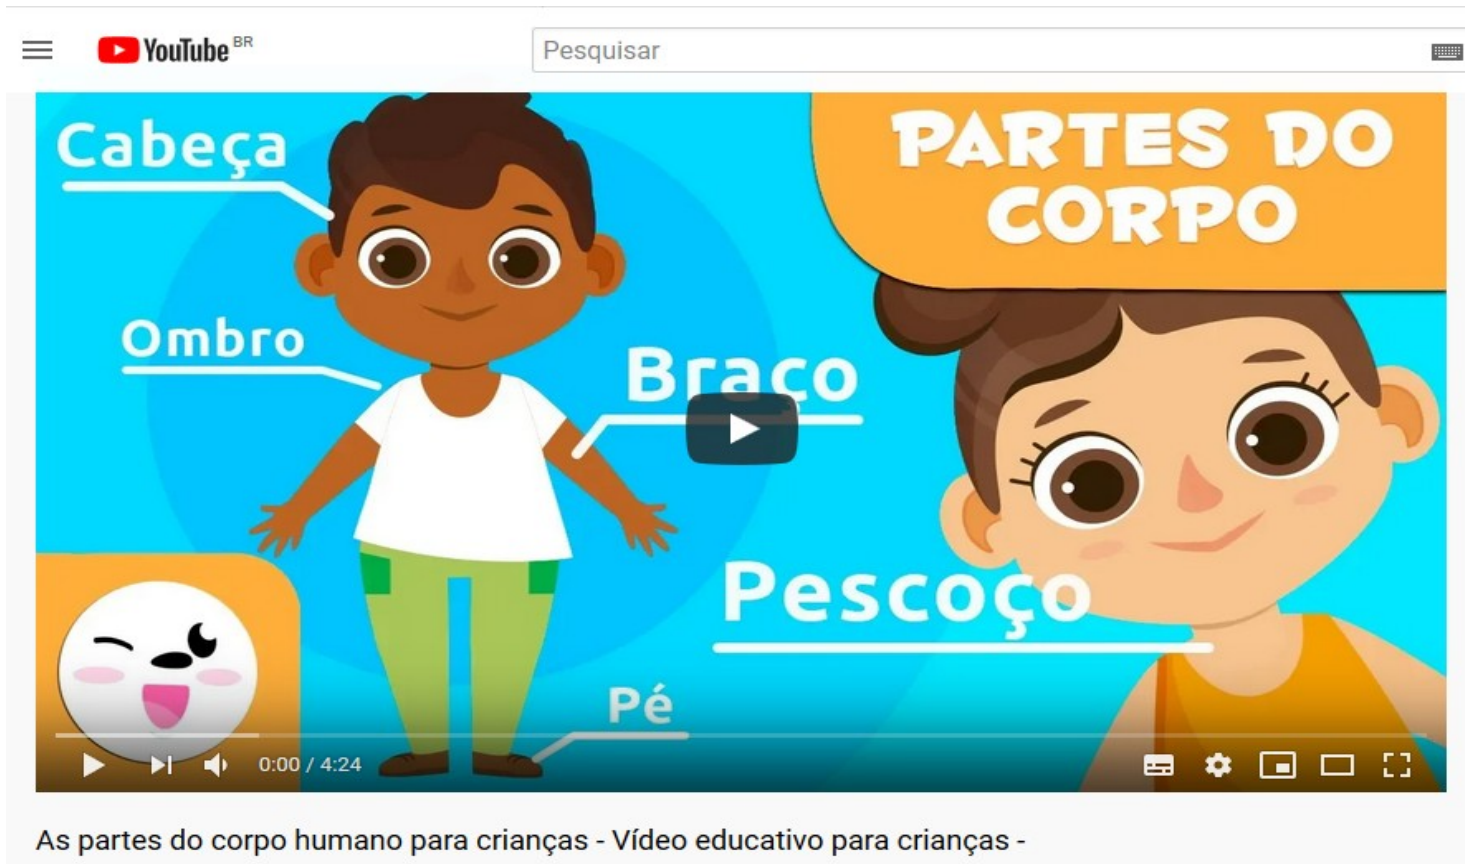 YouTube BR
Pesquisar
Cabeça
PARTES DO
CORPO
Ombro
Braço
Pescoço
Pé
0:00 / 4:24
As partes do corpo humano para crianças - Vídeo educativo para crianças -